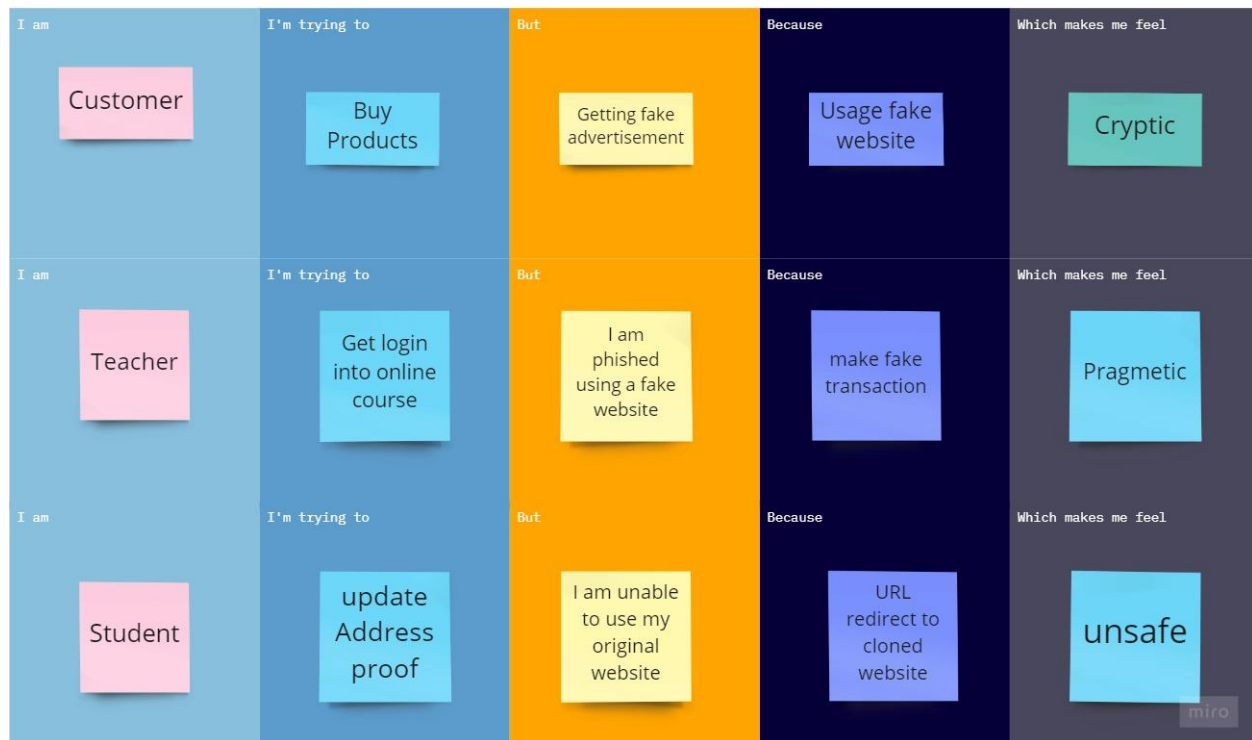 I am
I'm trying to
But
Because
Which makes me feel
Customer
Buy
Products
Getting fake
advertisement
Usage fake
website
Cryptic
I am
I'm trying to
But
Because
Which makes me feel
Teacher
Get login
into online
course
I am
phished
using a fake
website
make fake
transaction
Pragmetic
I am
I'm trying to
But
Because
Which makes me feel
Student
update
Address
proof
I am unable
to use my
original
website
URL
redirect to
cloned
website
unsafe
miro